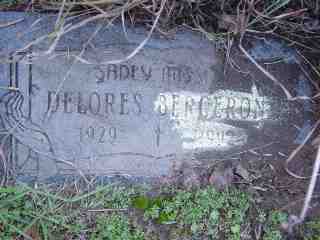 SADLY MISSED
DELORES BERGERON
1929 †